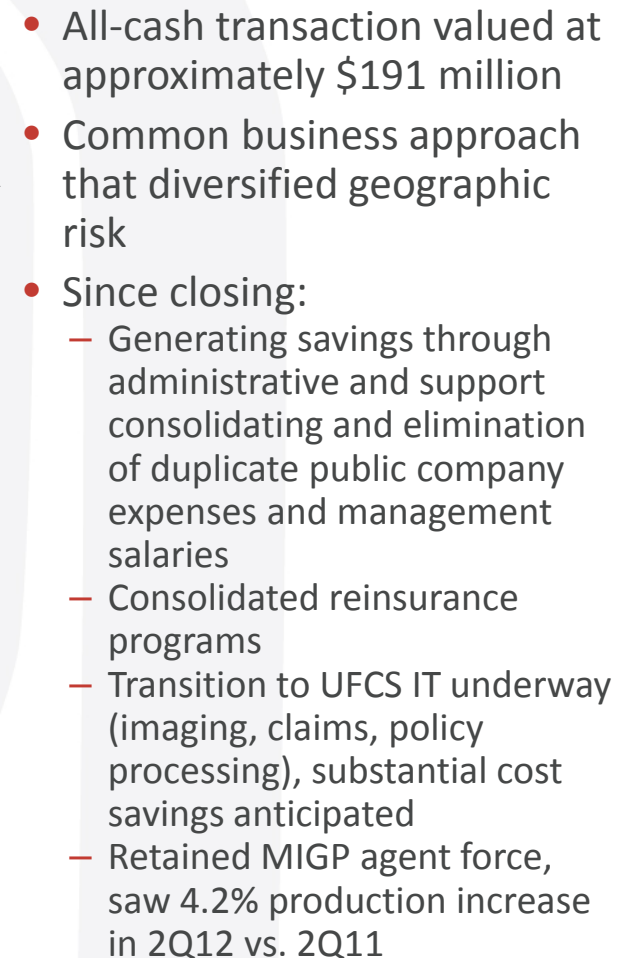 • All-cash transaction valued at
approximately $191 million
• Common business approach
that diversified geographic
risk
• Since closing:
– Generating savings through
administrative and support
consolidating and elimination
of duplicate public company
expenses and management
salaries
– Consolidated reinsurance
programs
– Transition to UFCS IT underway
(imaging, claims, policy
processing), substantial cost
savings anticipated
– Retained MIGP agent force,
saw 4.2% production increase
in 2Q12 vs. 2Q11